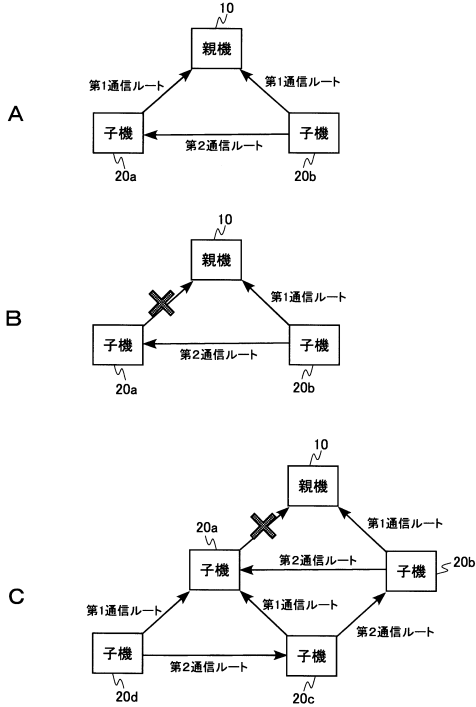 10
親機
第1通信ルート
第1通信ルート
A
子機
子機
第2通信ルート
20a
20b
10
親機
第1通信ルート
B
子機
子機
第2通信ルート
20a
20b
10
親機
20a
第1通信ルート
第2通信ルート
子機
子機
20b
C
第1通信ルート
第1通信ルート
第2通信ルート
子機
子機
第2通信ルート
20d
20c